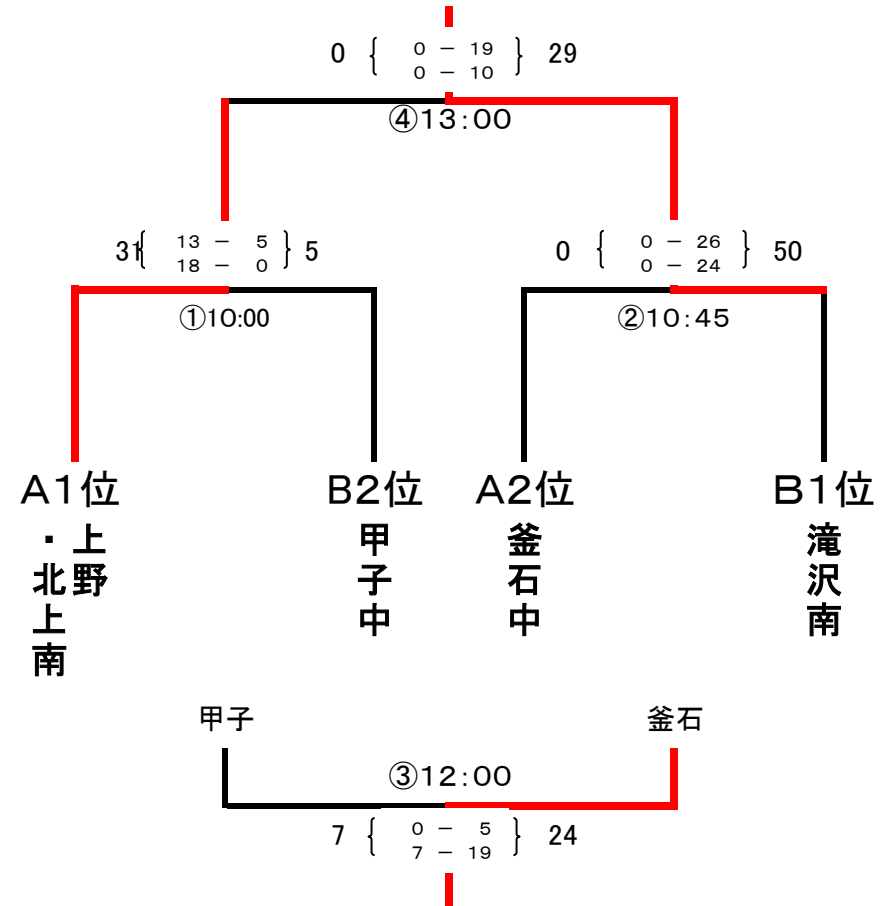 0 { 0 － 19 } 29
0 － 10
④13:00
31{ 13 － 5 } 5
18 － 0
0 { 0 － 26 } 50
0 － 24
①10:00
②10:45
A1位
B2位
A2位
B1位
上野
・北上南
甲子中
釜石中
滝沢南
甲子
釜石
③12:00
7 { 0 － 5 } 24
7 － 19